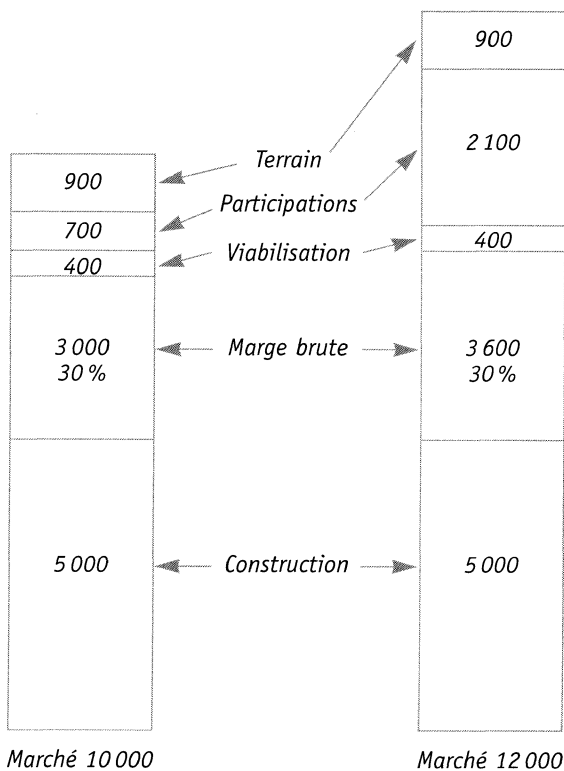 900
2 100
400
3 600
30 %
5 000
Marché 12 000
Terrain
Participations
Viabilisation
Marge brute
Construction
900
700
400
3 000
30 %
5 000
Marché 10 000